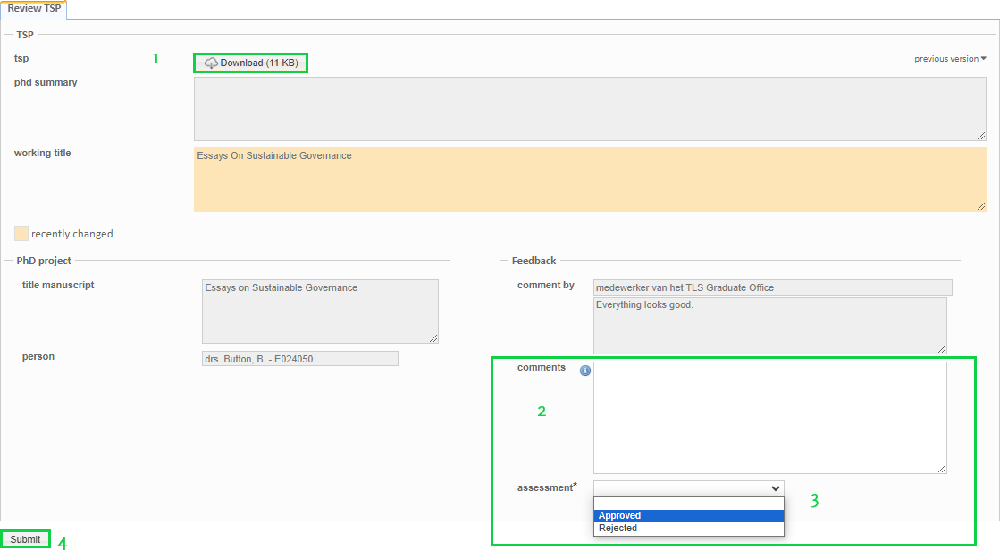 Review TSP
TSP
tsp
1
Download (11 KB)
previous version
phd summary
working title
Essays On Sustainable Governance
recently changed
PhD project
Feedback
title manuscript
Essays on Sustainable Governance
comment by
medewerker van het TLS Graduate Office
Everything looks good.
person
drs. Button, B. - E024050
comments
i
2
assessment*
3
Approved
Rejected
Submit
4